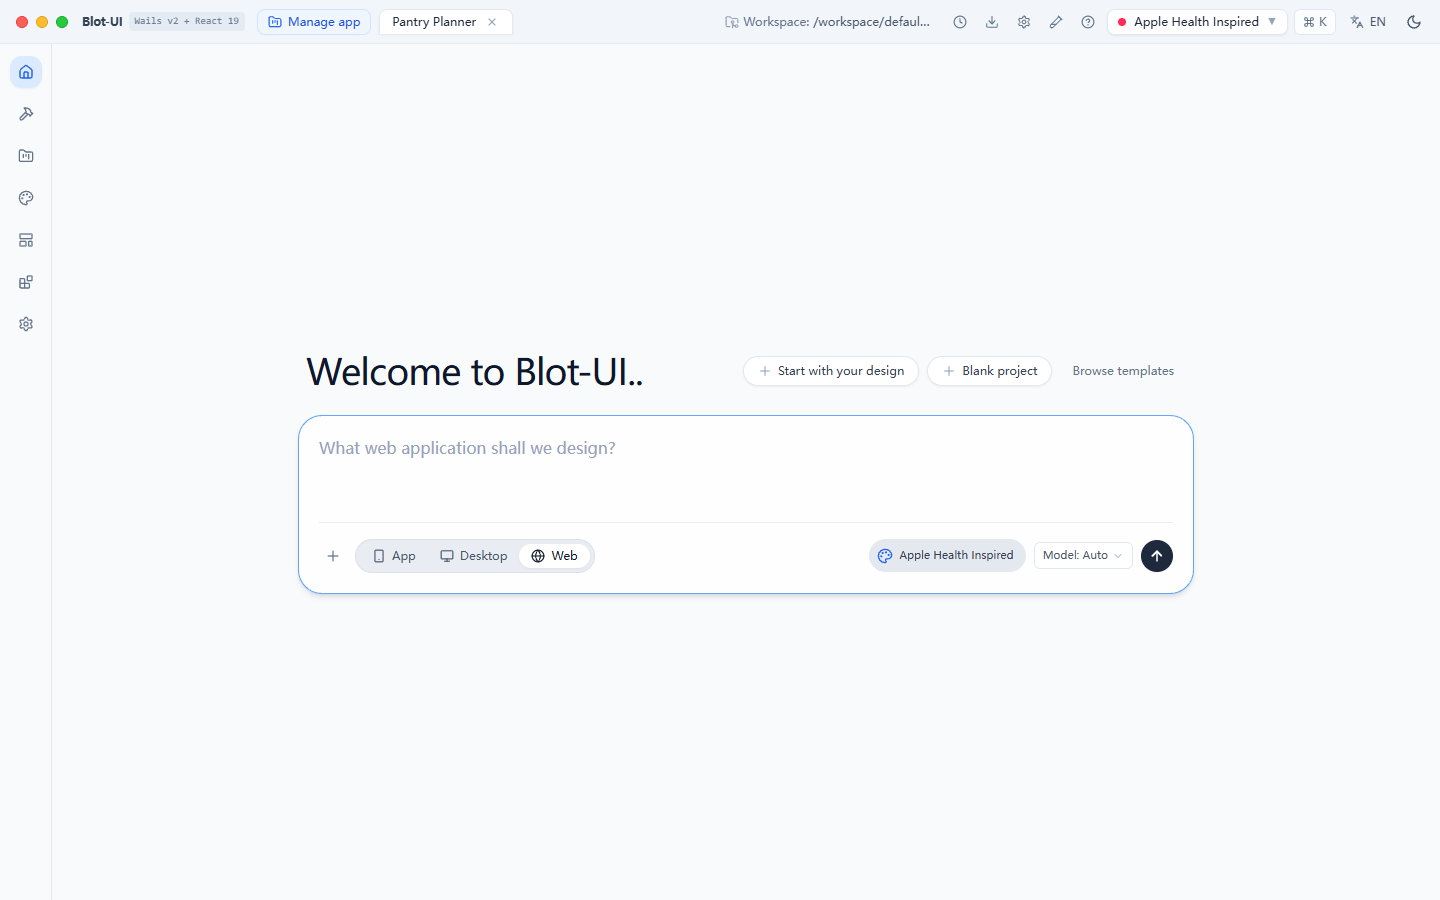 Blot-UI Wails v2 + React 19 Manage app Pantry Planner Workspace: /workspace/defaul... Apple Health Inspired ⌘ K EN
Welcome to Blot-UI..
Start with your design Blank project Browse templates
What web application shall we design?
App Desktop Web Apple Health Inspired Model: Auto